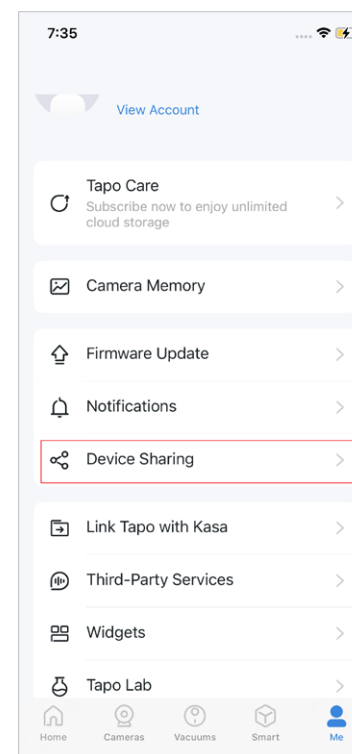 7:35
View Account
Tapo Care
Subscribe now to enjoy unlimited
cloud storage
Camera Memory
Firmware Update
Notifications
Device Sharing
Link Tapo with Kasa
Third-Party Services
Widgets
Tapo Lab
Home Cameras Vacuums Smart Me